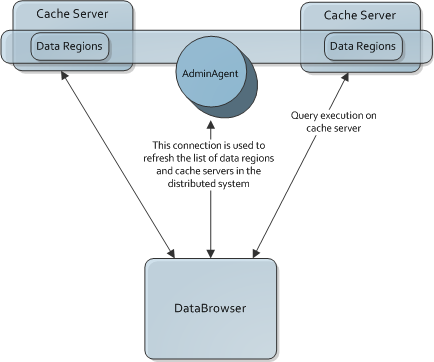 Cache Server
Data Regions
Cache Server
Data Regions
AdminAgent
Query execution on
cache server
This connection is used to
refresh the list of data regions
and cache servers in the
distributed system
DataBrowser